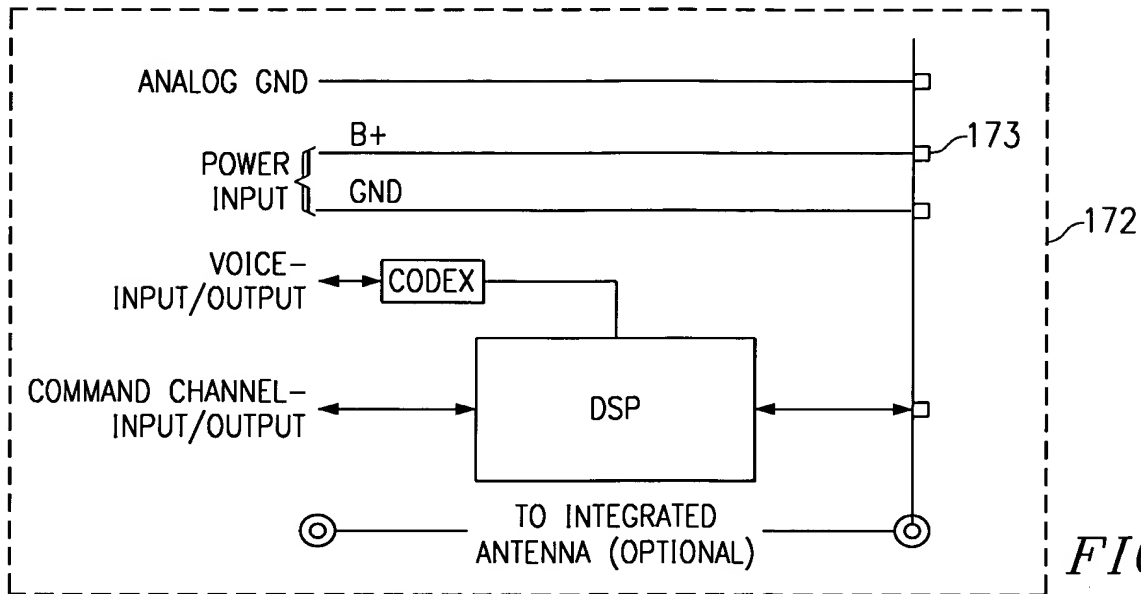 ANALOG GND
B+
173
POWER
INPUT
GND
172
VOICE-
INPUT/OUTPUT
CODEX
COMMAND CHANNEL-
INPUT/OUTPUT
DSP
TO INTEGRATED
ANTENNA (OPTIONAL)
FIG